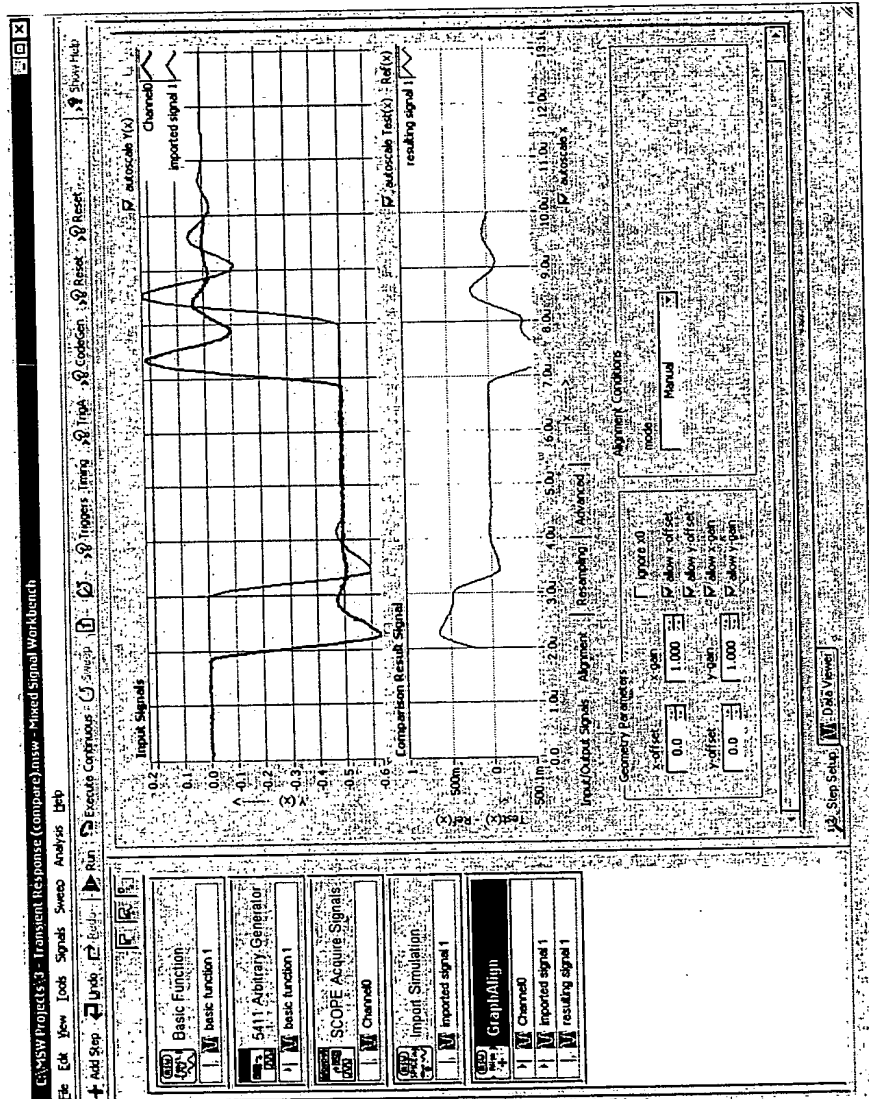 C:\MSW Projects\3 - Transient Response (compare).msw - Mixed Signal Workbench
File Edit View Tools Signals Sweep Analysis Help
Add Step Undo Redo Run Execute Continuous Sweep Triggers Timing TrigA CodeGen Reset Reset Show Help
Basic Function
basic function 1
5411 Arbitrary Generator
basic function 1
SCOPE Acquire Signals
Channel0
Import Simulation
imported signal 1
GraphAlign
Channel0
imported signal 1
resulting signal 1
Input Signals
autoscale Y(x)
Channel0
imported signal 1
0.2
0.1
0.0
-0.1
-0.2
-0.3
-0.4
-0.5
-0.6
Y(x)
Comparison Result Signal
autoscale Test(x) - Ref(x)
resulting signal 1
1
500m
0
500.1m
Test(x) - Ref(x)
0.0 1.0u 2.0u 3.0u 4.0u 5.0u 6.0u 7.0u 8.0u 9.0u 10.0u 11.0u 12.0u 13.1u
x
autoscale x
Input/Output Signals Alignment Resampling Advanced
Geometry Parameters
x-offset x-gain
0.0 1.000
y-offset y-gain
0.0 1.000
ignore x0
allow x-offset
allow y-offset
allow x-gain
allow y-gain
Alignment Conditions
mode
Manual
Step Setup Data Viewer